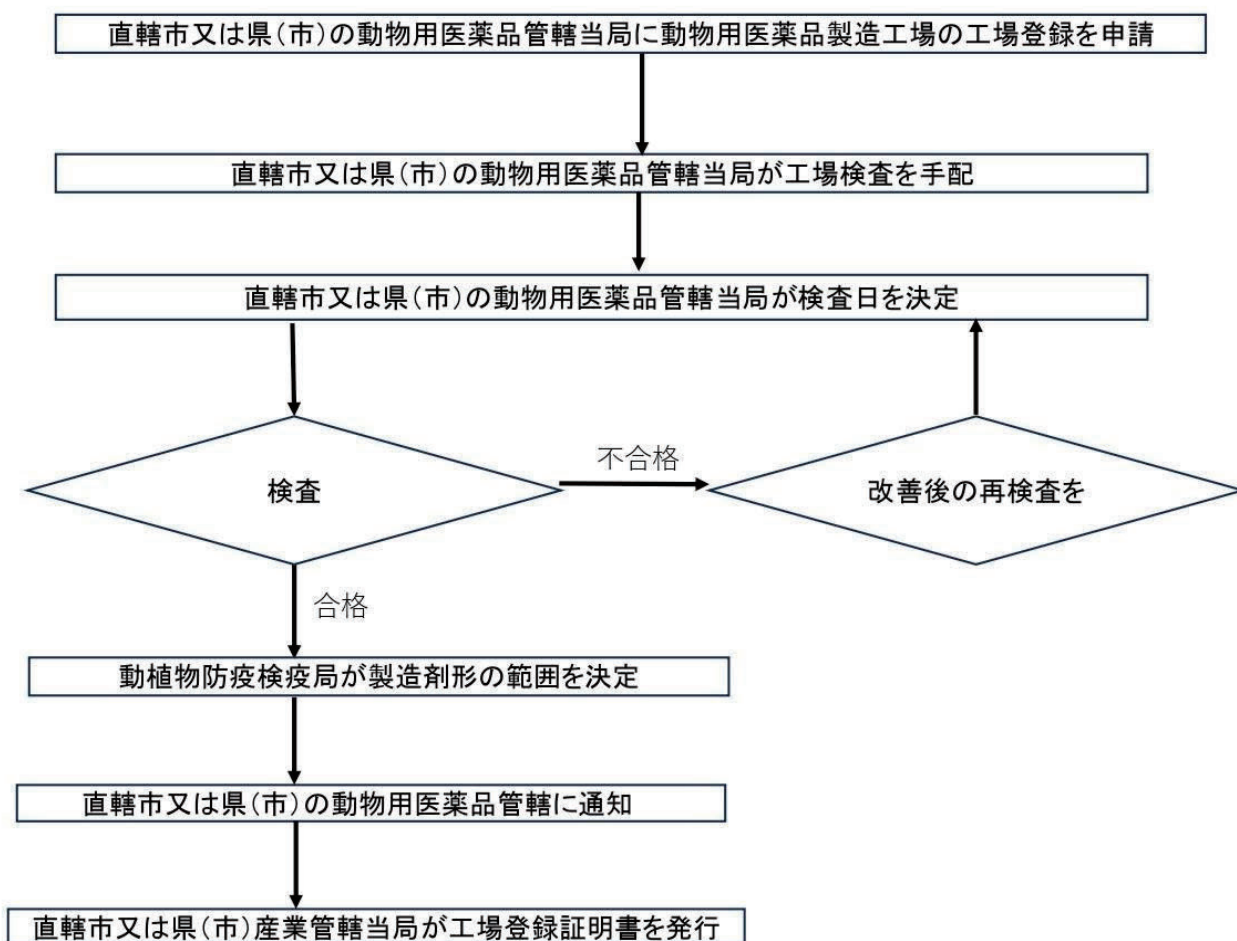 直轄市又は県(市)の動物用医薬品管轄当局に動物用医薬品製造工場の工場登録を申請
直轄市又は県(市)の動物用医薬品管轄当局が工場検査を手配
直轄市又は県(市)の動物用医薬品管轄当局が検査日を決定
検査
不合格
改善後の再検査を
合格
動植物防疫検疫局が製造剤形の範囲を決定
直轄市又は県(市)の動物用医薬品管轄に通知
直轄市又は県(市)産業管轄当局が工場登録証明書を発行